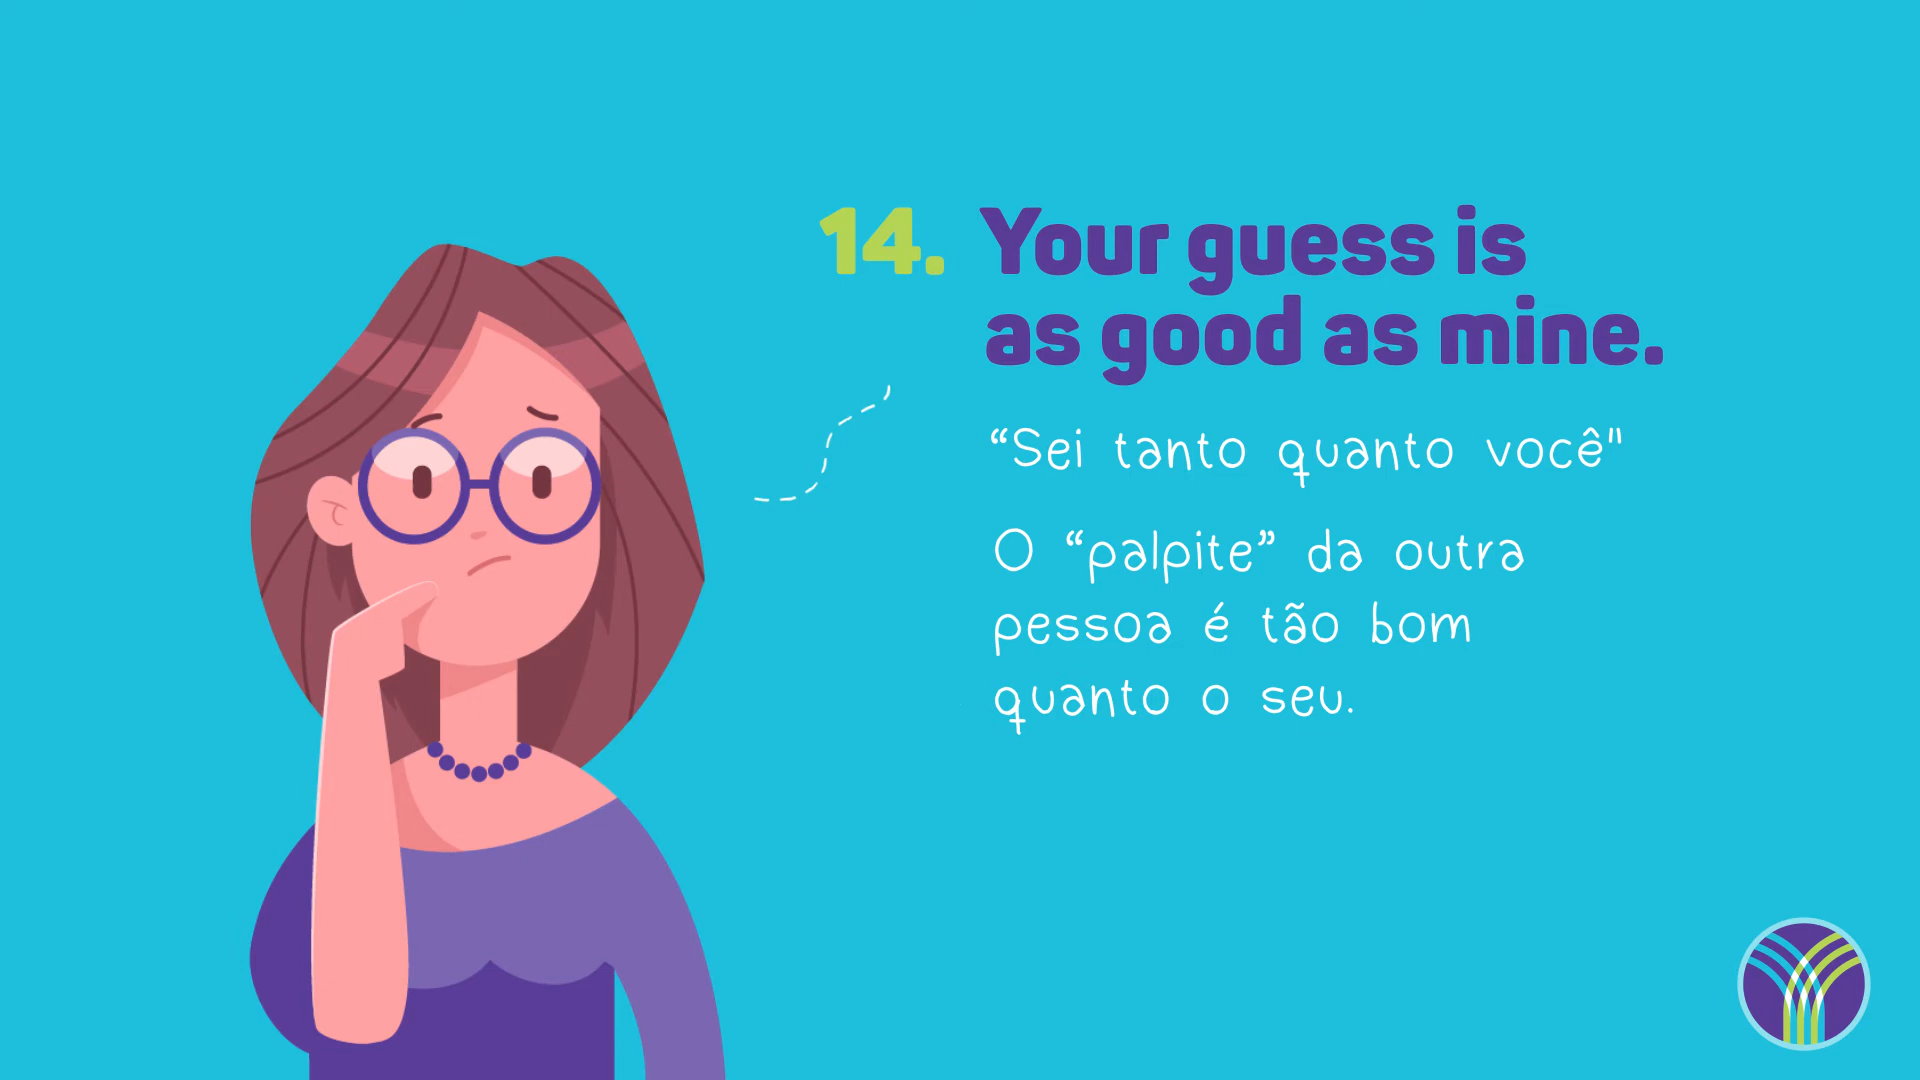 14. Your guess is
as good as mine.
“Sei tanto quanto você"
O “palpite” da outra
pessoa é tão bom
quanto o seu.